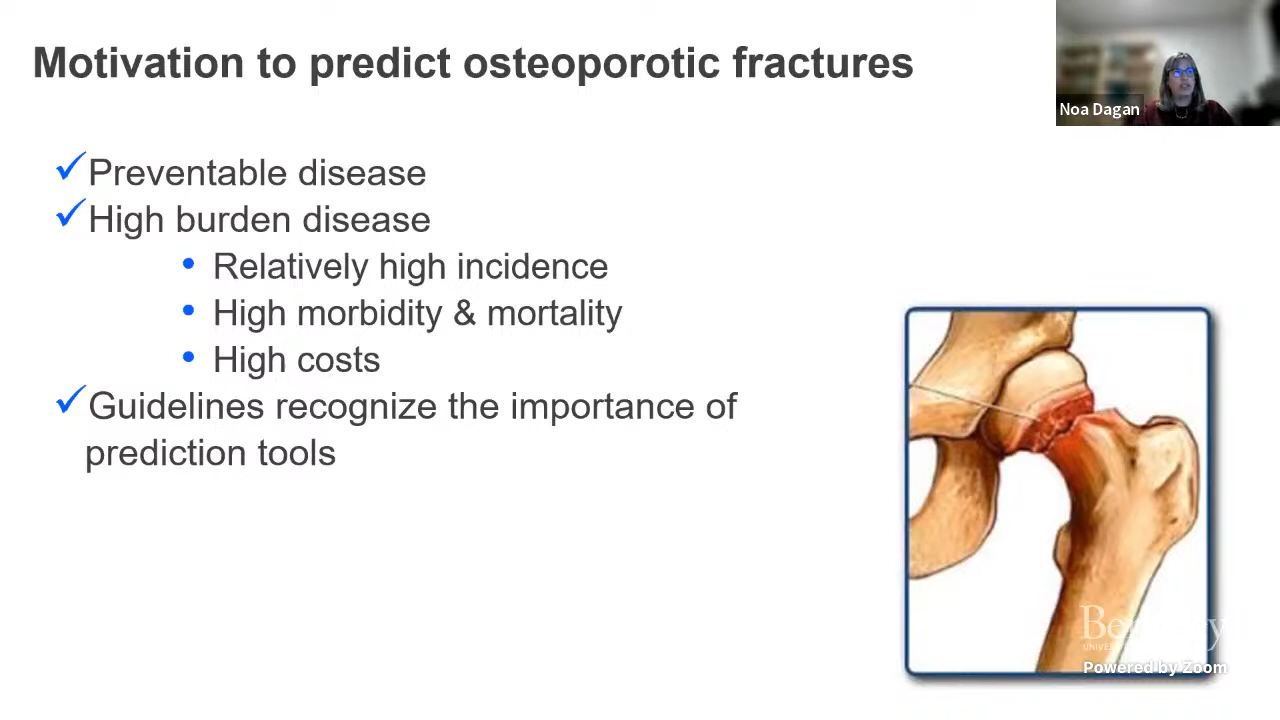 Motivation to predict osteoporotic fractures
Noa Dagan
Preventable disease
High burden disease
Relatively high incidence
High morbidity & mortality
High costs
Guidelines recognize the importance of
prediction tools
Powered by Zoom